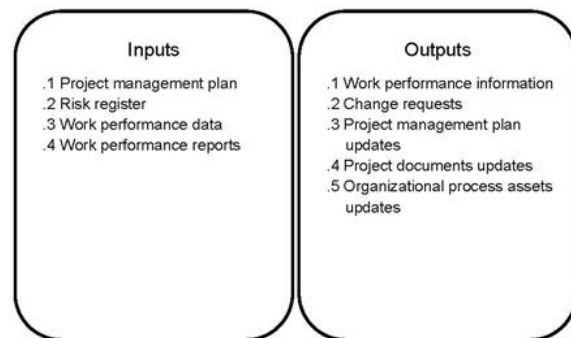 Inputs
.1 Project management plan
.2 Risk register
.3 Work performance data
.4 Work performance reports
Outputs
.1 Work performance information
.2 Change requests
.3 Project management plan
updates
.4 Project documents updates
.5 Organizational process assets
updates